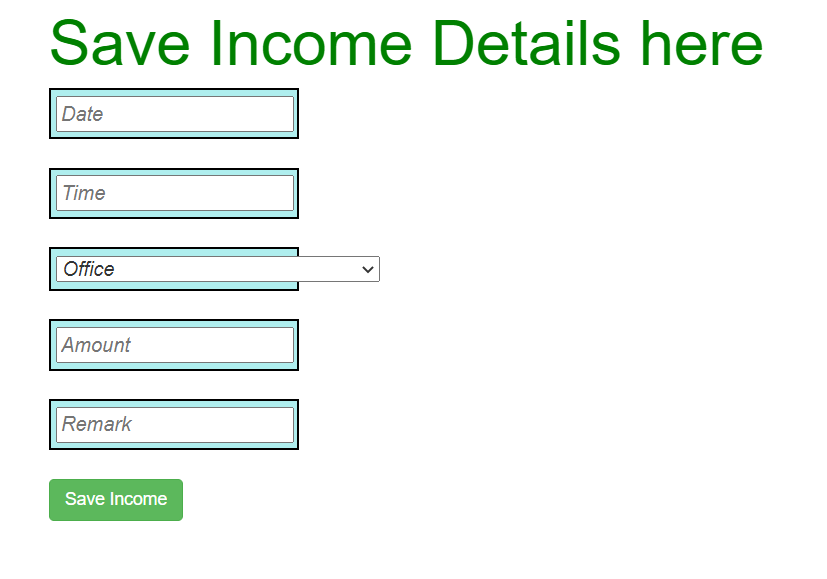 Save Income Details here
Date
Time
Office
Amount
Remark
Save Income